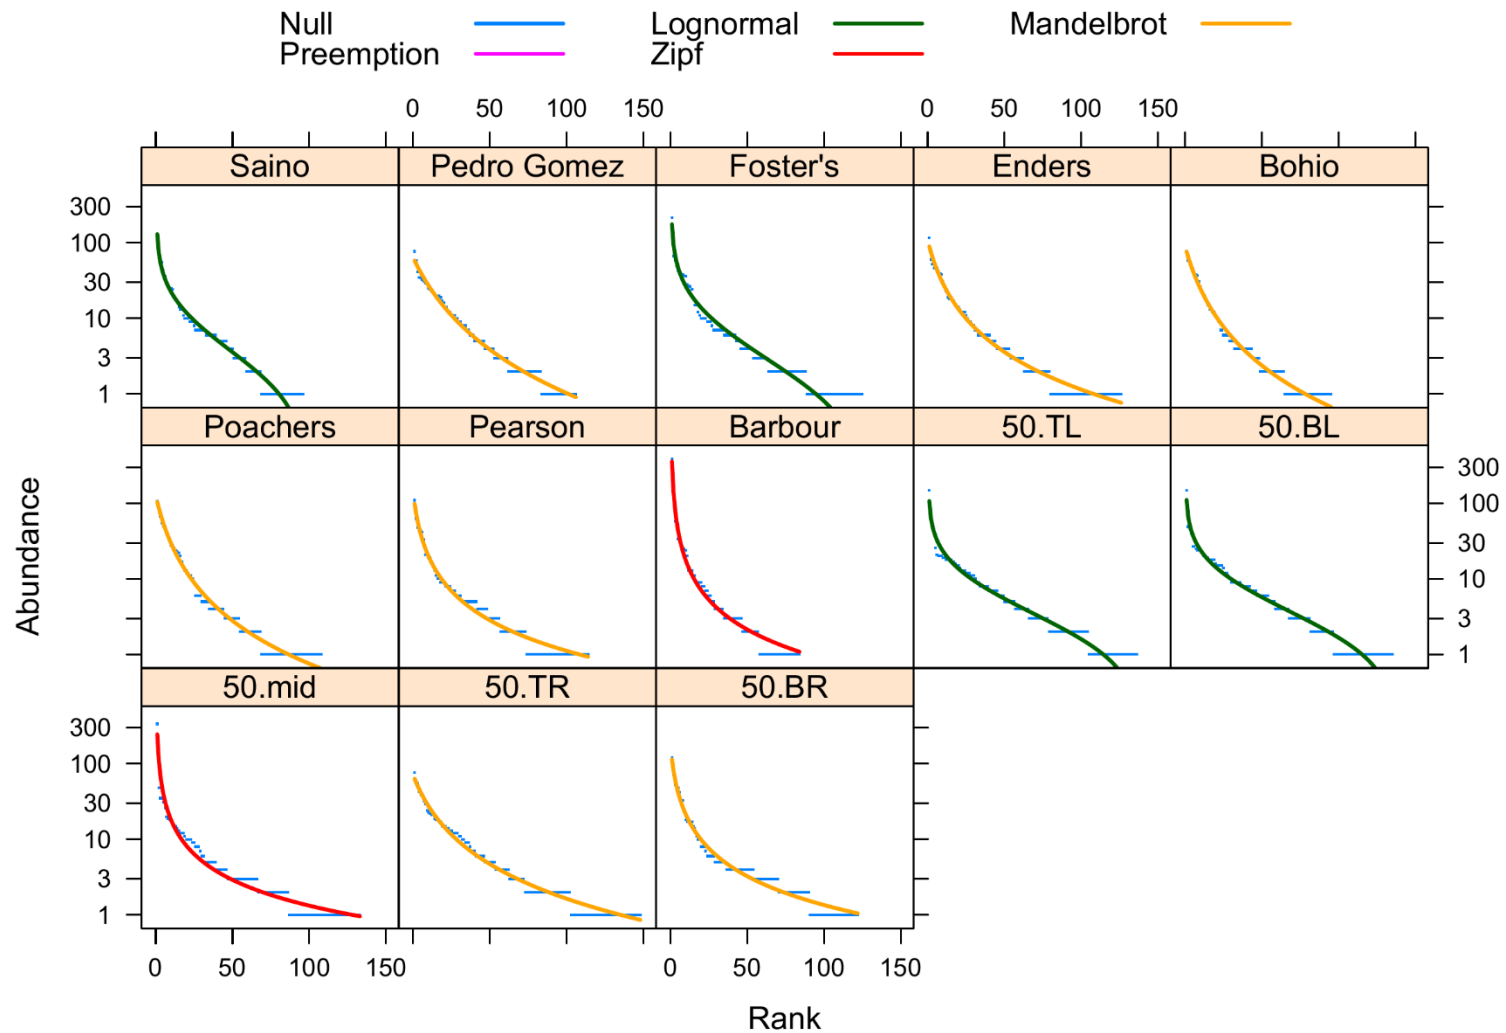 Null Lognormal Mandelbrot
Preemption Zipf
0 50 100 150 0 50 100 150
Saino Pedro Gomez Foster's Enders Bohio
300
100
30
10
3
1
Poachers Pearson Barbour 50.TL 50.BL
300
100
30
10
3
1
Abundance
50.mid 50.TR 50.BR
300
100
30
10
3
1
0 50 100 150 0 50 100 150
Rank